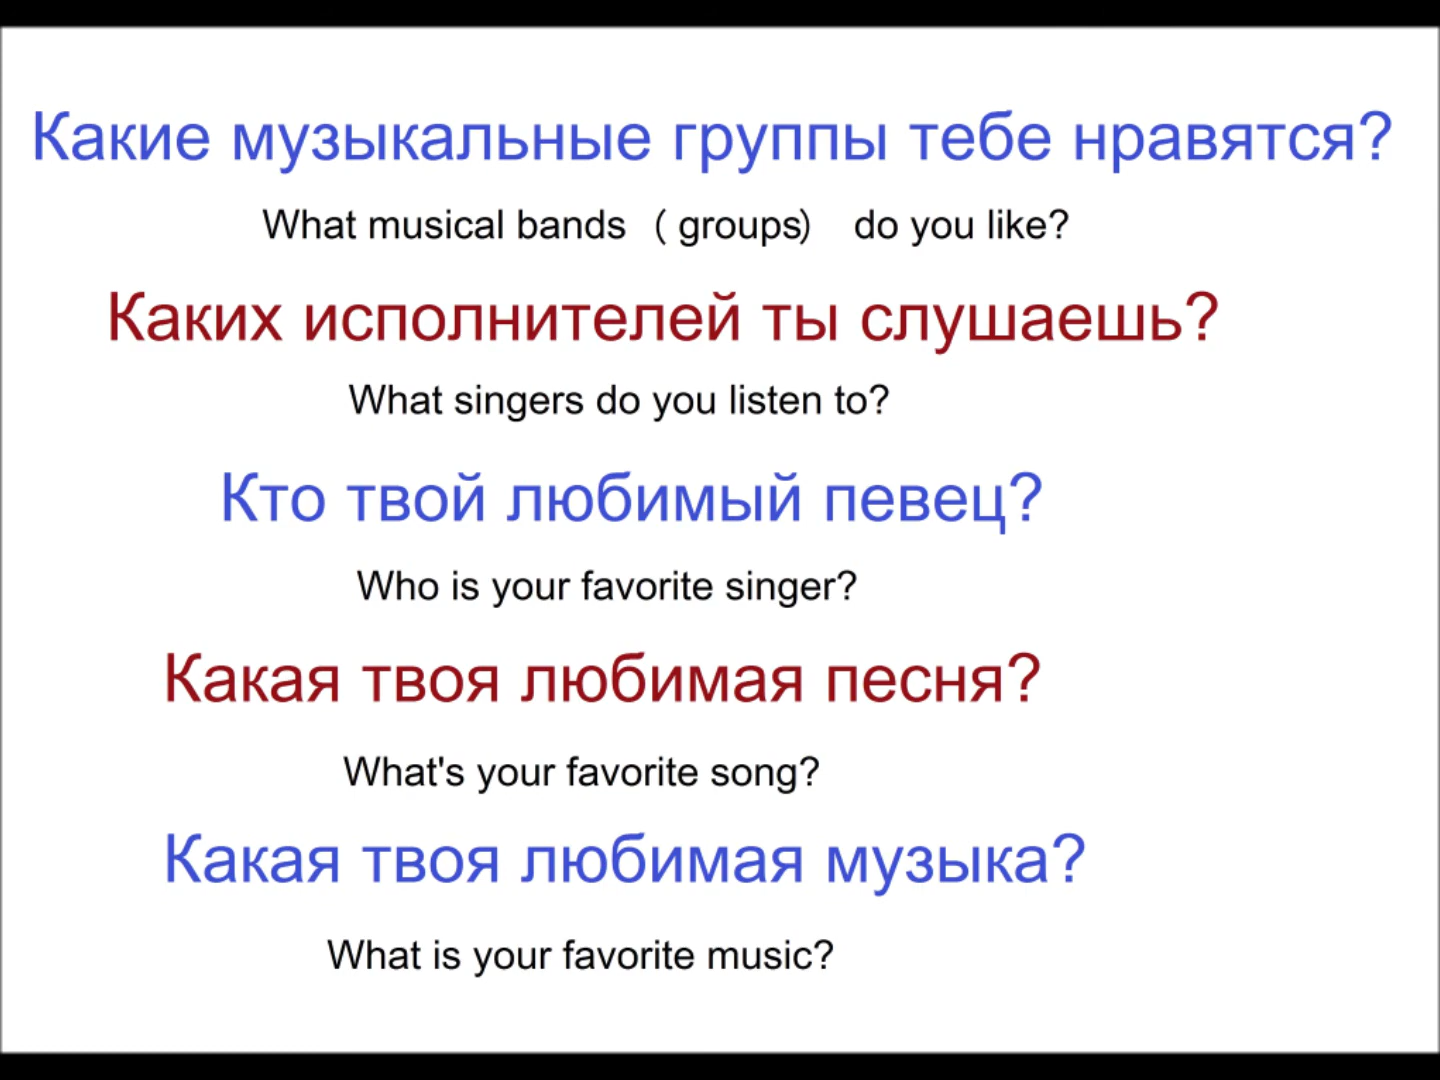 Какие музыкальные группы тебе нравятся?
What musical bands ( groups) do you like?
Каких исполнителей ты слушаешь?
What singers do you listen to?
Кто твой любимый певец?
Who is your favorite singer?
Какая твоя любимая песня?
What's your favorite song?
Какая твоя любимая музыка?
What is your favorite music?